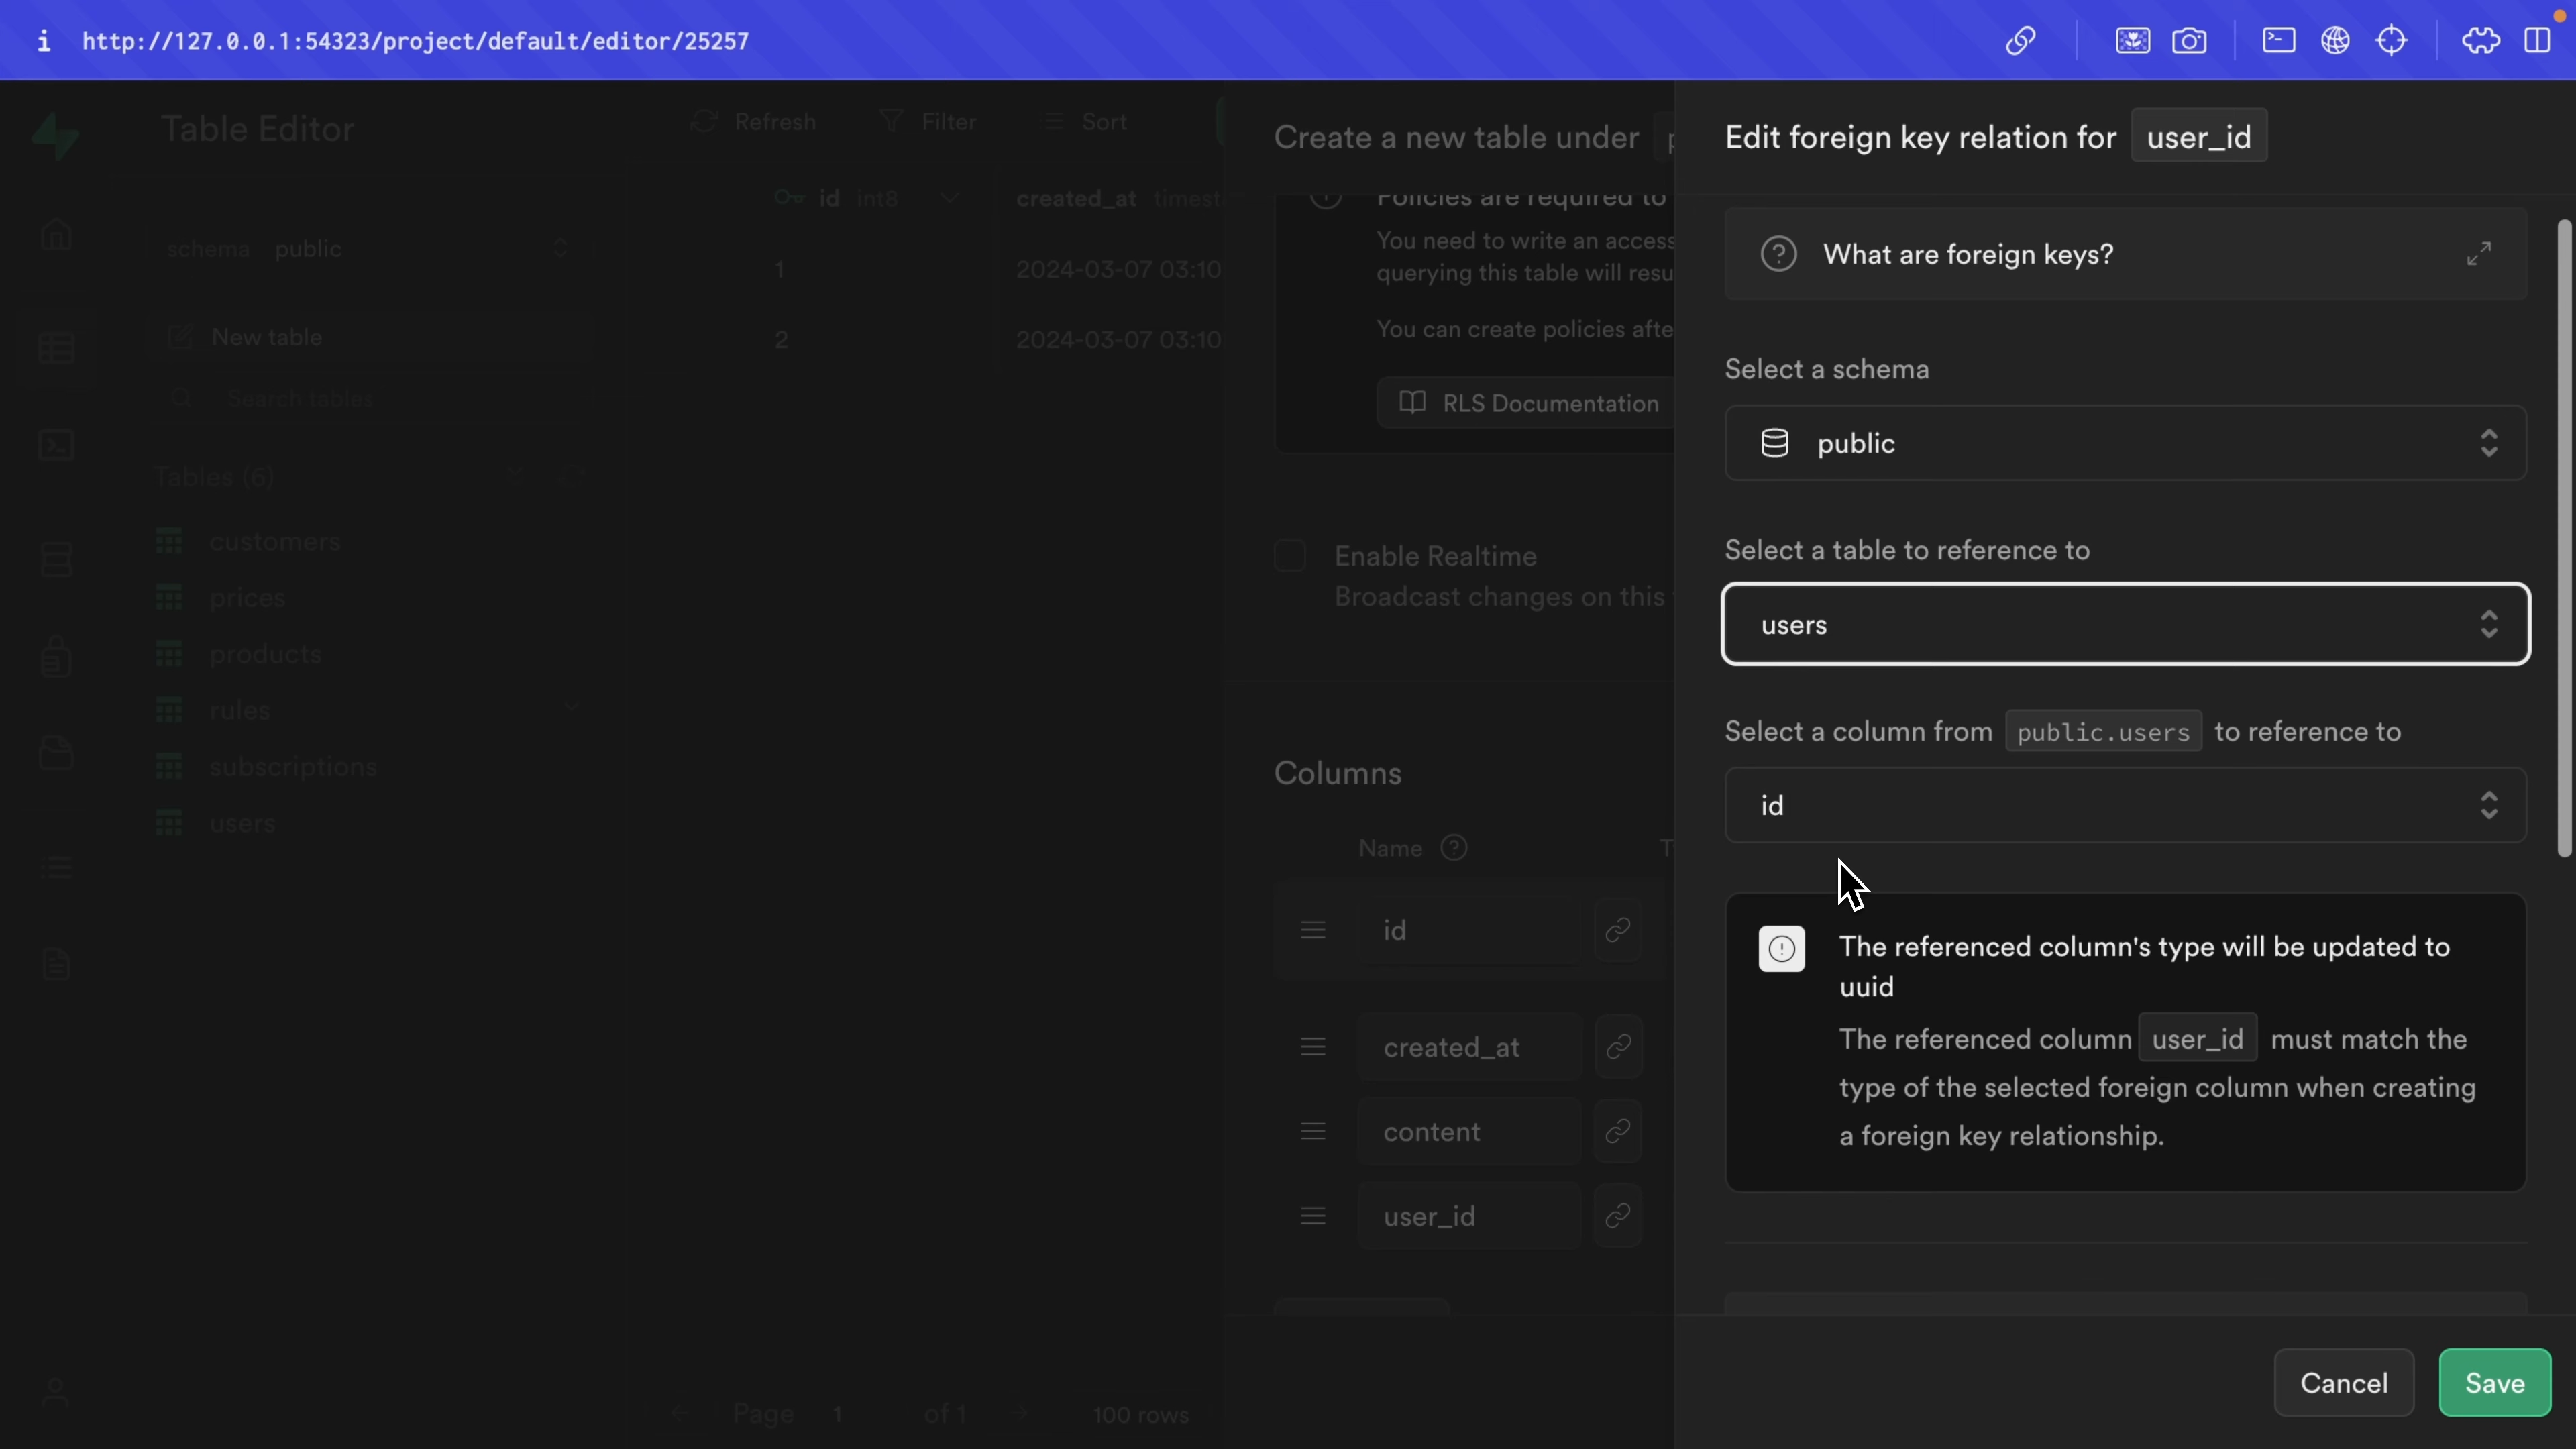 http://127.0.0.1:54323/project/default/editor/25257
Table Editor
schema public
New table
Search tables
Tables (6)
customers
prices
products
rules
subscriptions
users
Refresh Filter Sort
id int8 created_at timest
1 2024-03-07 03:10
2 2024-03-07 03:10
Page 1 of 1 100 rows
Create a new table under
Policies are required to
You need to write an access
querying this table will resu
You can create policies afte
RLS Documentation
Enable Realtime
Broadcast changes on this
Columns
Name
id
created_at
content
user_id
Edit foreign key relation for user_id
What are foreign keys?
Select a schema
public
Select a table to reference to
users
Select a column from public.users to reference to
id
The referenced column's type will be updated to
uuid
The referenced column user_id must match the
type of the selected foreign column when creating
a foreign key relationship.
Cancel Save